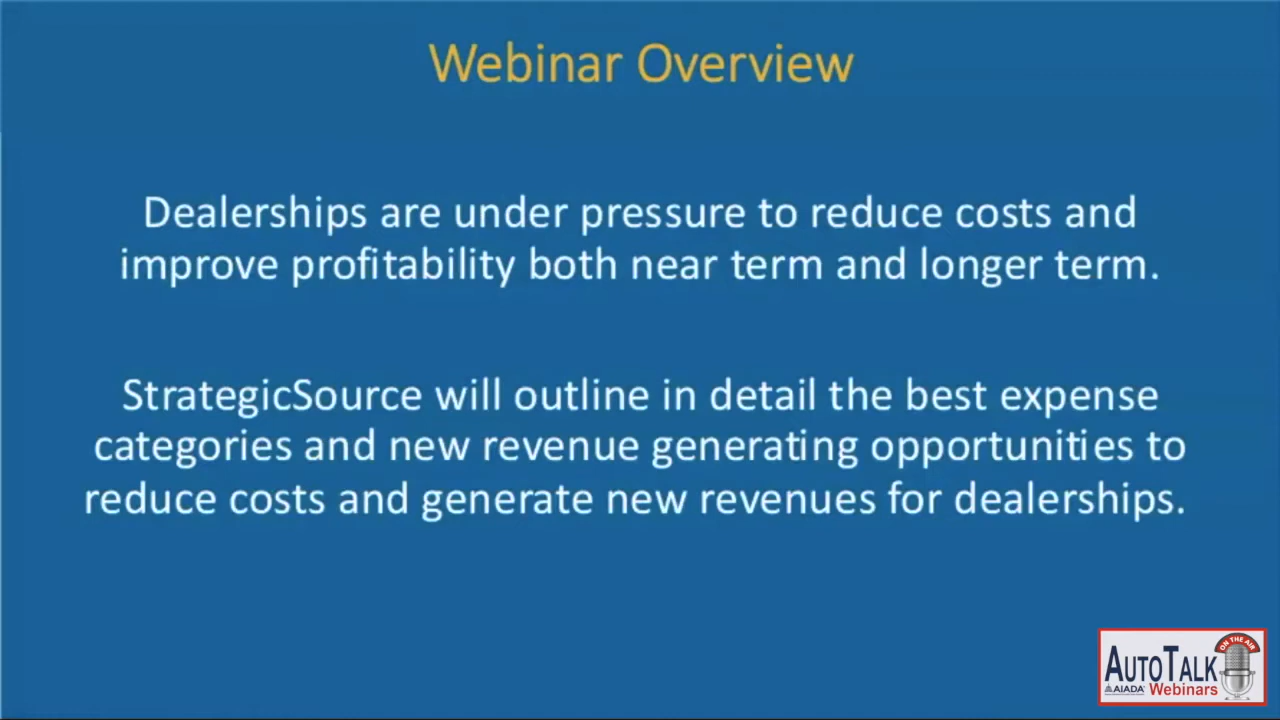 Webinar Overview
Dealerships are under pressure to reduce costs and
improve profitability both near term and longer term.
StrategicSource will outline in detail the best expense
categories and new revenue generating opportunities to
reduce costs and generate new revenues for dealerships.
ON THE AIR
AUTOTALK
AIADA Webinars